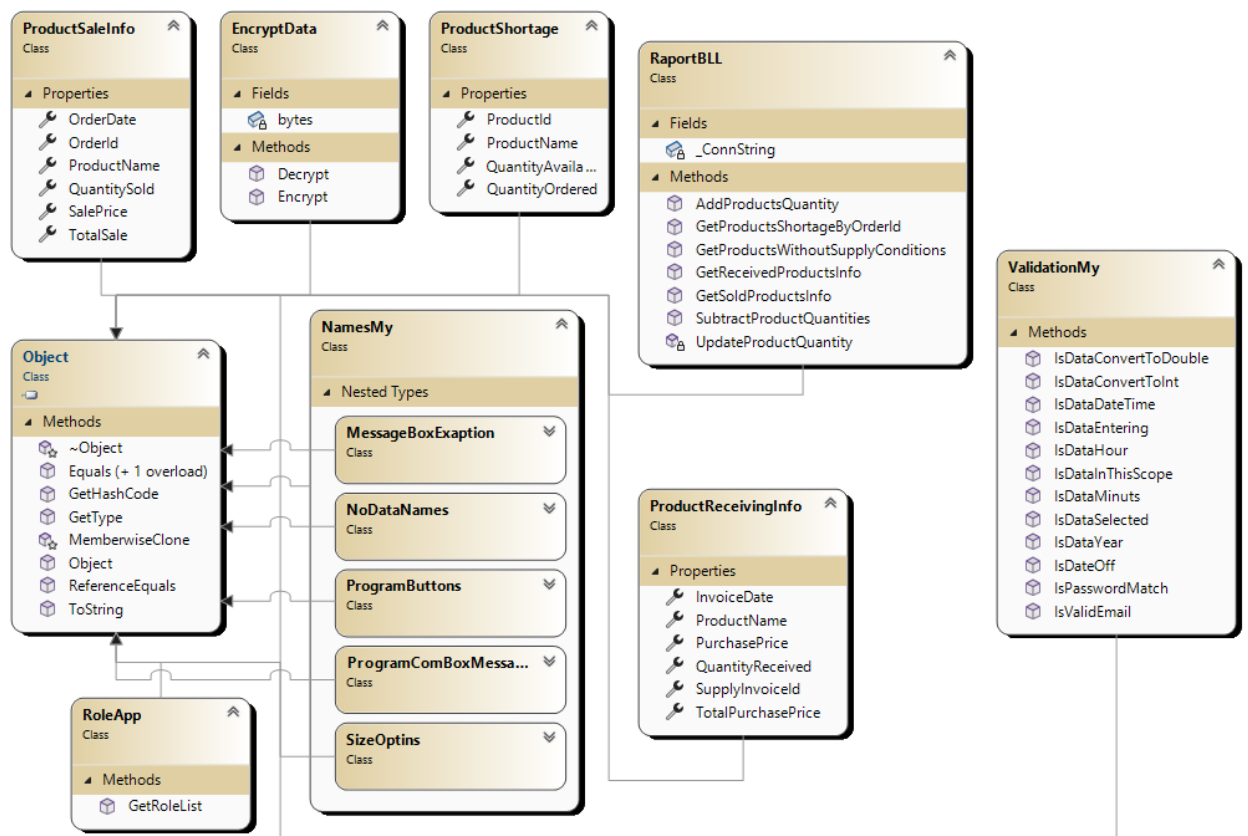 ProductSaleInfo
Class
Properties
OrderDate
OrderId
ProductName
QuantitySold
SalePrice
TotalSale
EncryptData
Class
Fields
bytes
Methods
Decrypt
Encrypt
ProductShortage
Class
Properties
ProductId
ProductName
QuantityAvaila...
QuantityOrdered
RaportBLL
Class
Fields
_ConnString
Methods
AddProductsQuantity
GetProductsShortageByOrderId
GetProductsWithoutSupplyConditions
GetReceivedProductsInfo
GetSoldProductsInfo
SubtractProductQuantities
UpdateProductQuantity
ValidationMy
Class
Methods
IsDataConvertToDouble
IsDataConvertToInt
IsDataDateTime
IsDataEntering
IsDataHour
IsDataInThisScope
IsDataMinuts
IsDataSelected
IsDataYear
IsDateOff
IsPasswordMatch
IsValidEmail
Object
Class
Methods
~Object
Equals (+ 1 overload)
GetHashCode
GetType
MemberwiseClone
Object
ReferenceEquals
ToString
NamesMy
Class
Nested Types
MessageBoxExaption
Class
NoDataNames
Class
ProgramButtons
Class
ProgramComBoxMessa...
Class
SizeOptins
Class
ProductReceivingInfo
Class
Properties
InvoiceDate
ProductName
PurchasePrice
QuantityReceived
SupplyInvoiceId
TotalPurchasePrice
RoleApp
Class
Methods
GetRoleList